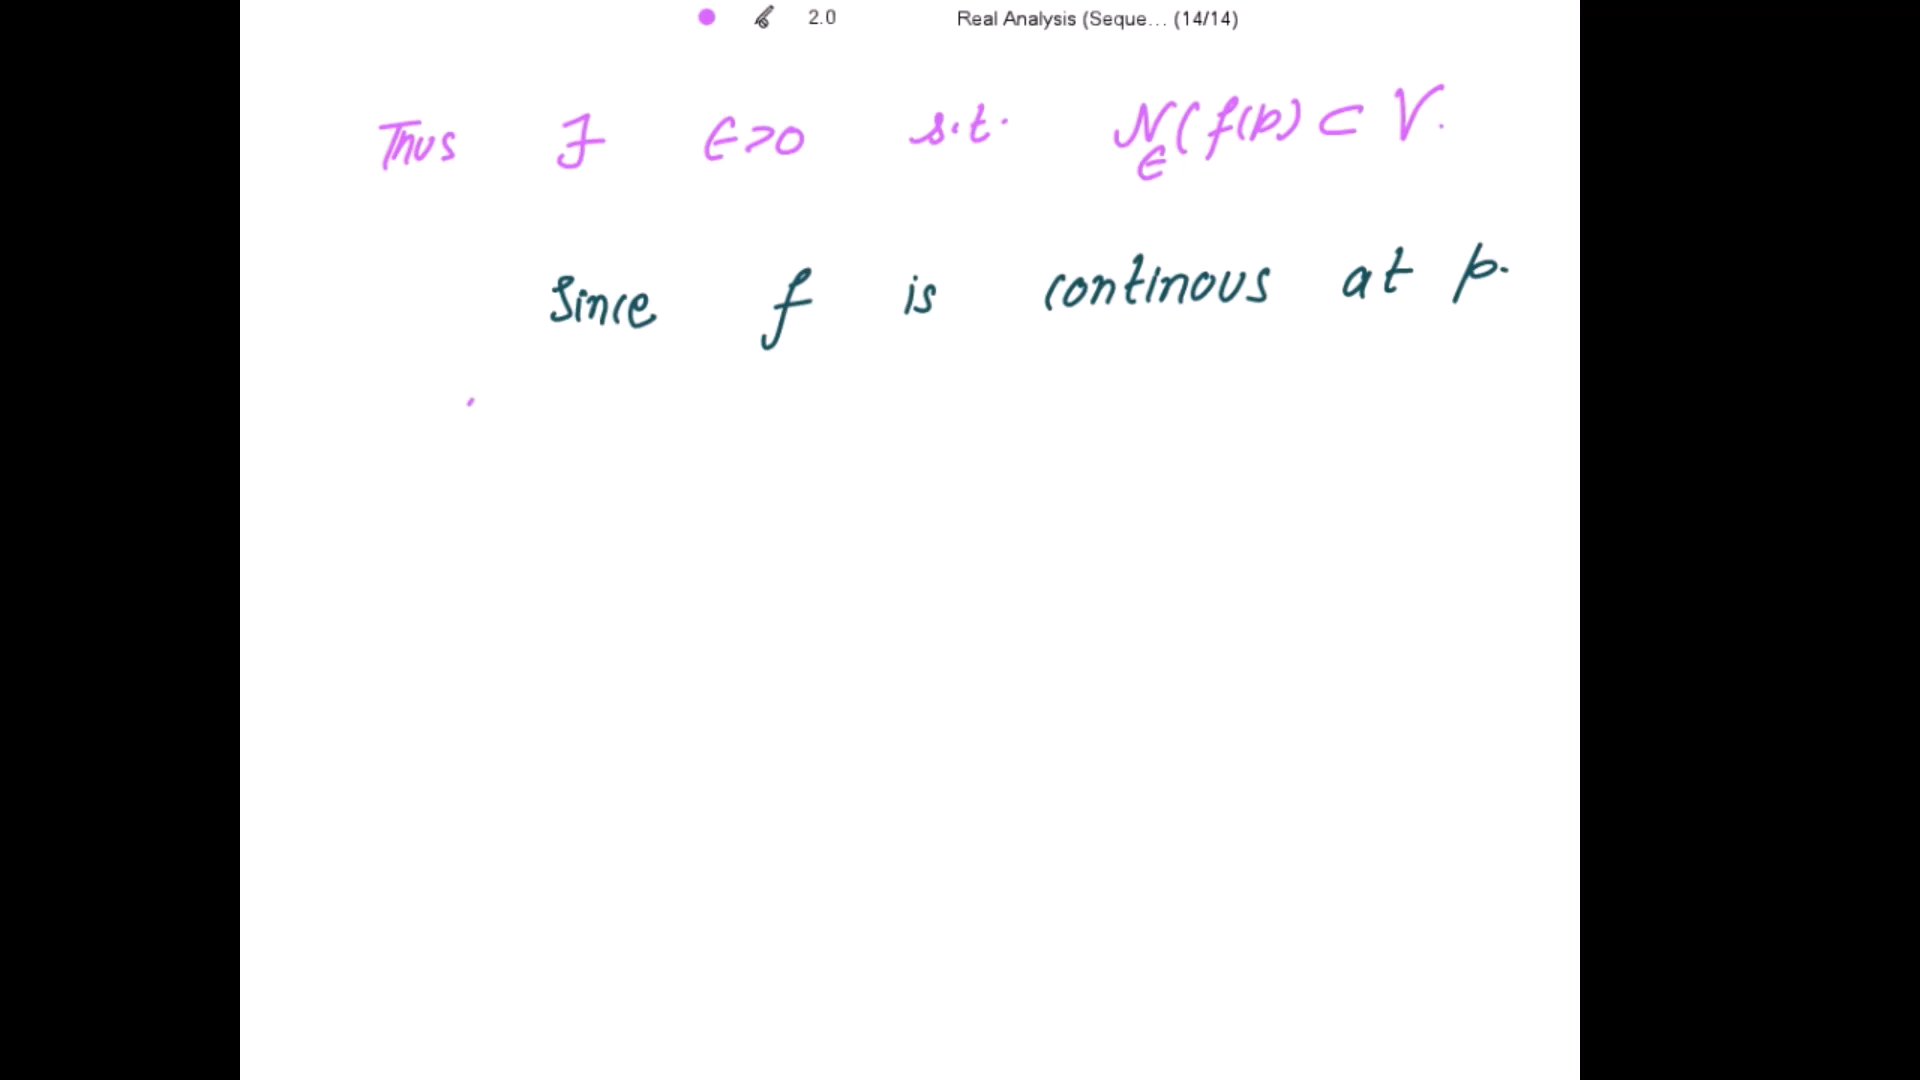 2.0 Real Analysis (Seque... (14/14)
Thus ∃ ϵ>0 s.t. N_ϵ(f(p) ⊂ V.
Since f is continous at p.